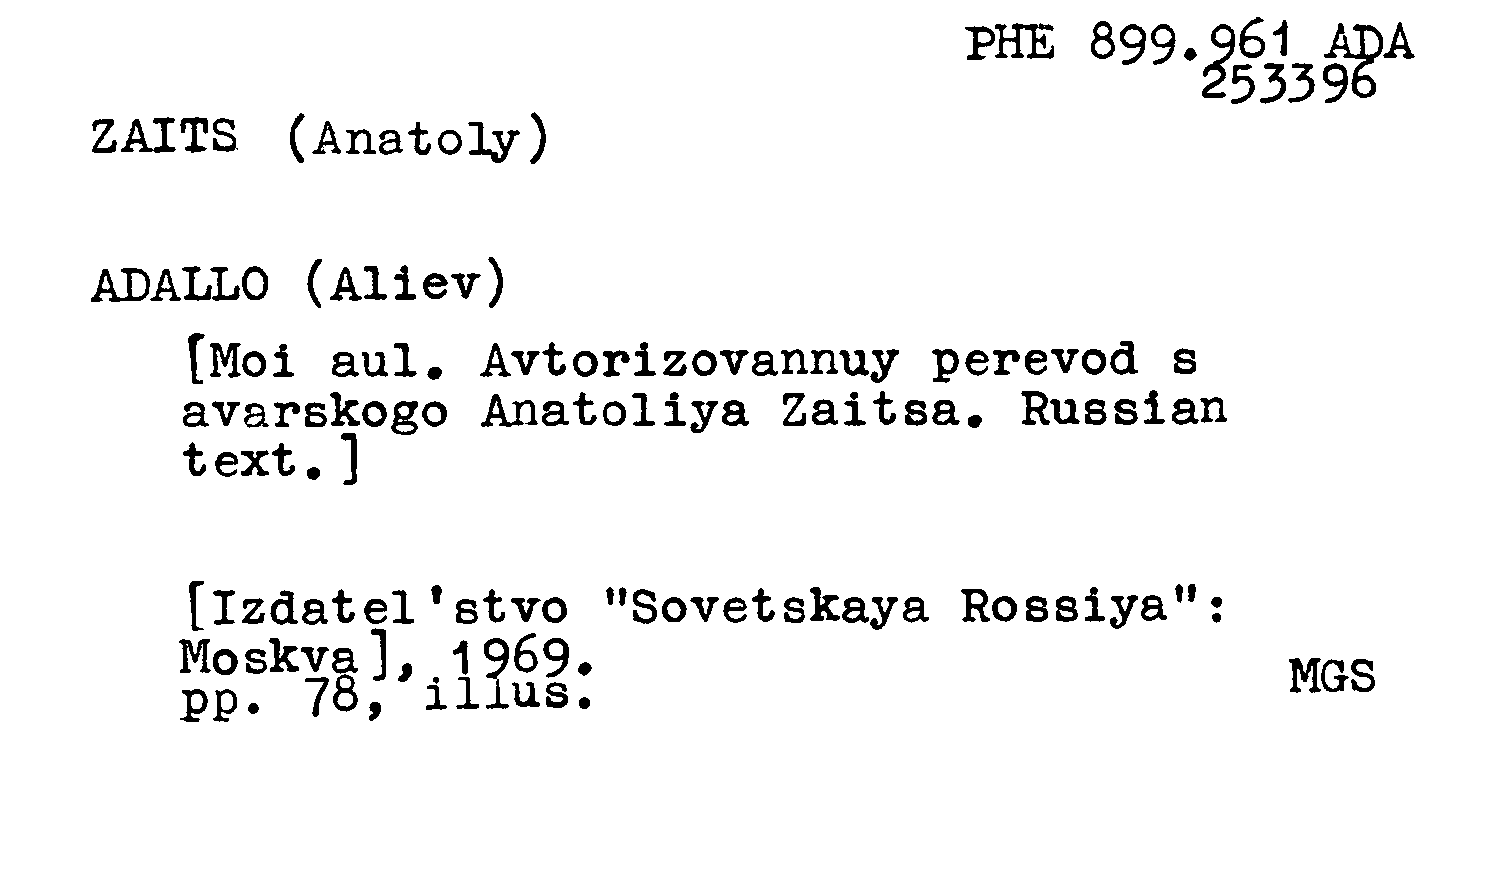 PHE 899.961 ADA
253396
ZAITS (Anatoly)
ADALLO (Aliev)
[Moi aul. Avtorizovannuy perevod s
avarskogo Anatoliya Zaitsa. Russian
text.]
[Izdatel'stvo "Sovetskaya Rossiya":
Moskva], 1969.
pp. 78, illus.
MGS